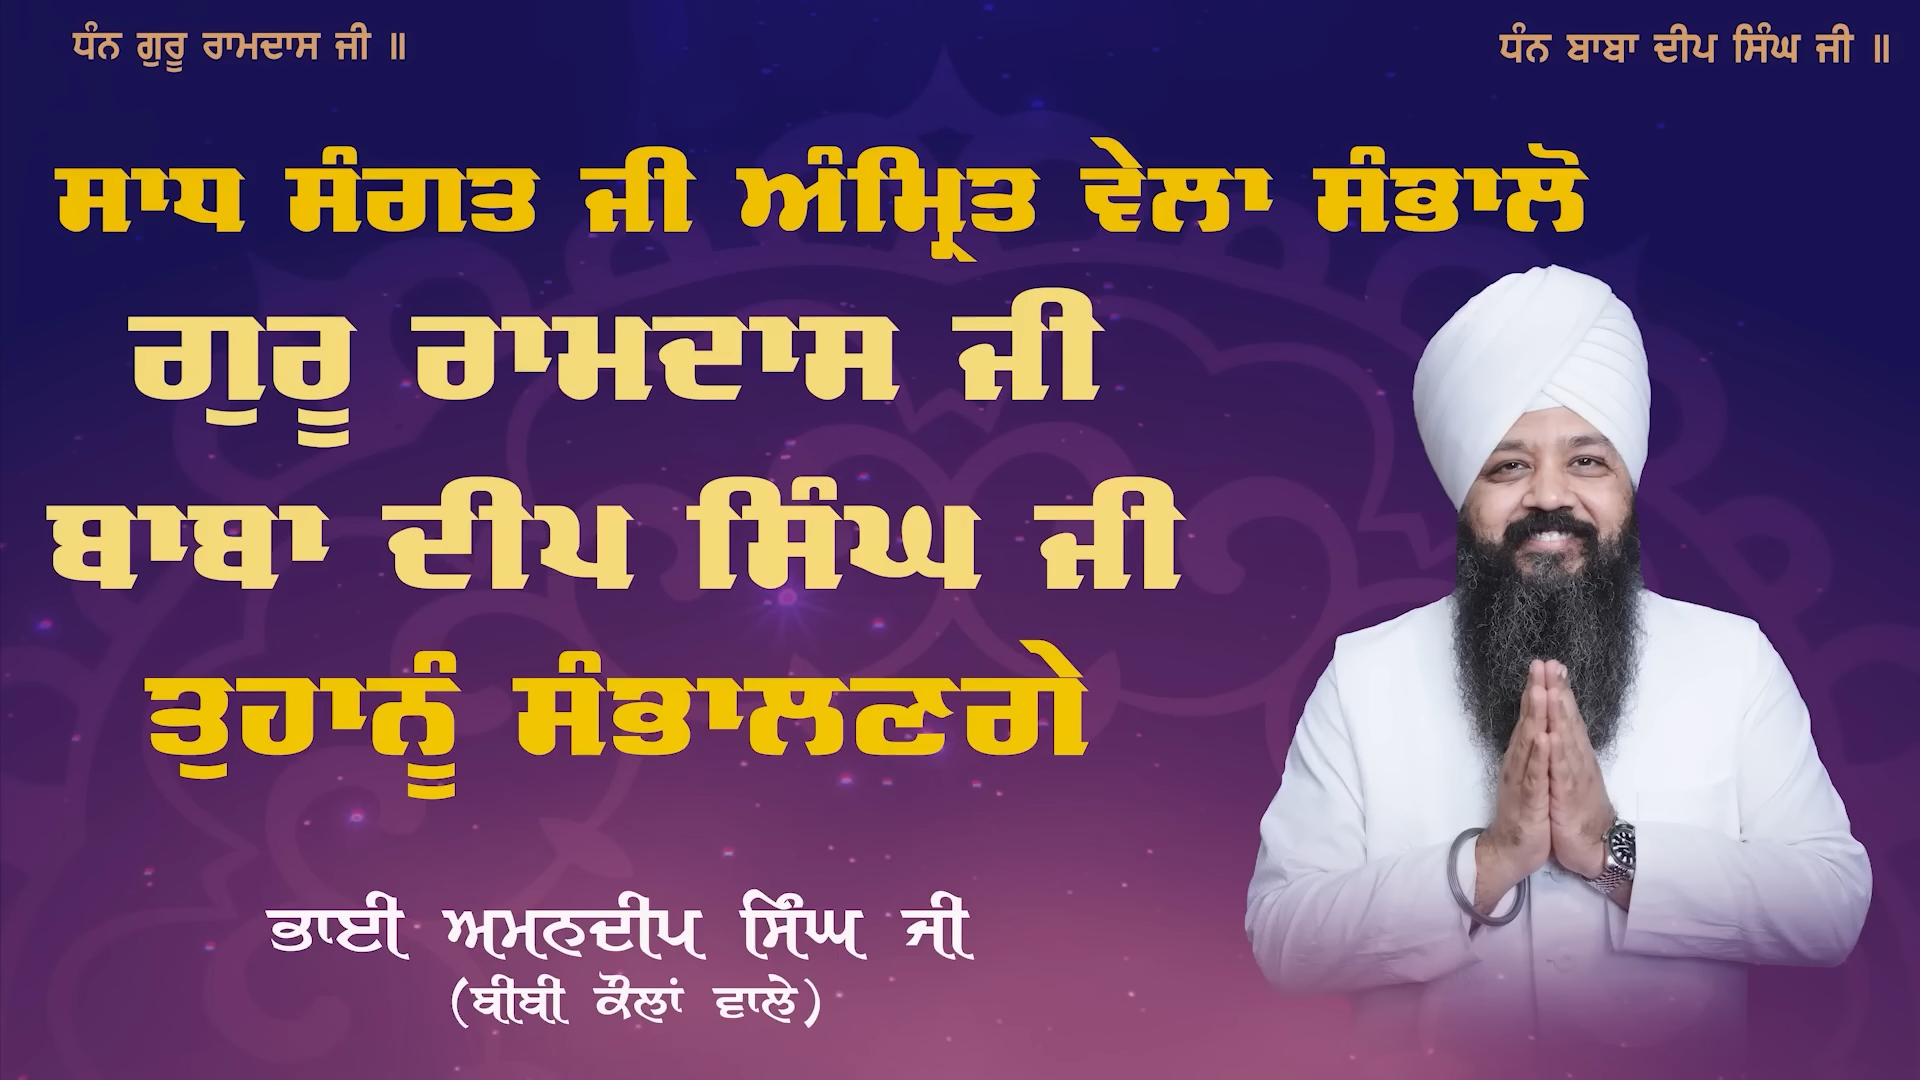 ਧੰਨ ਗੁਰੂ ਰਾਮਦਾਸ ਜੀ ॥
ਧੰਨ ਬਾਬਾ ਦੀਪ ਸਿੰਘ ਜੀ ॥
ਸਾਧ ਸੰਗਤ ਜੀ ਅੰਮ੍ਰਿਤ ਵੇਲਾ ਸੰਭਾਲੋ
ਗੁਰੂ ਰਾਮਦਾਸ ਜੀ
ਬਾਬਾ ਦੀਪ ਸਿੰਘ ਜੀ
ਤੁਹਾਨੂੰ ਸੰਭਾਲਣਗੇ
ਭਾਈ ਅਮਨਦੀਪ ਸਿੰਘ ਜੀ
(ਬੀਬੀ ਕੌਲਾਂ ਵਾਲੇ)